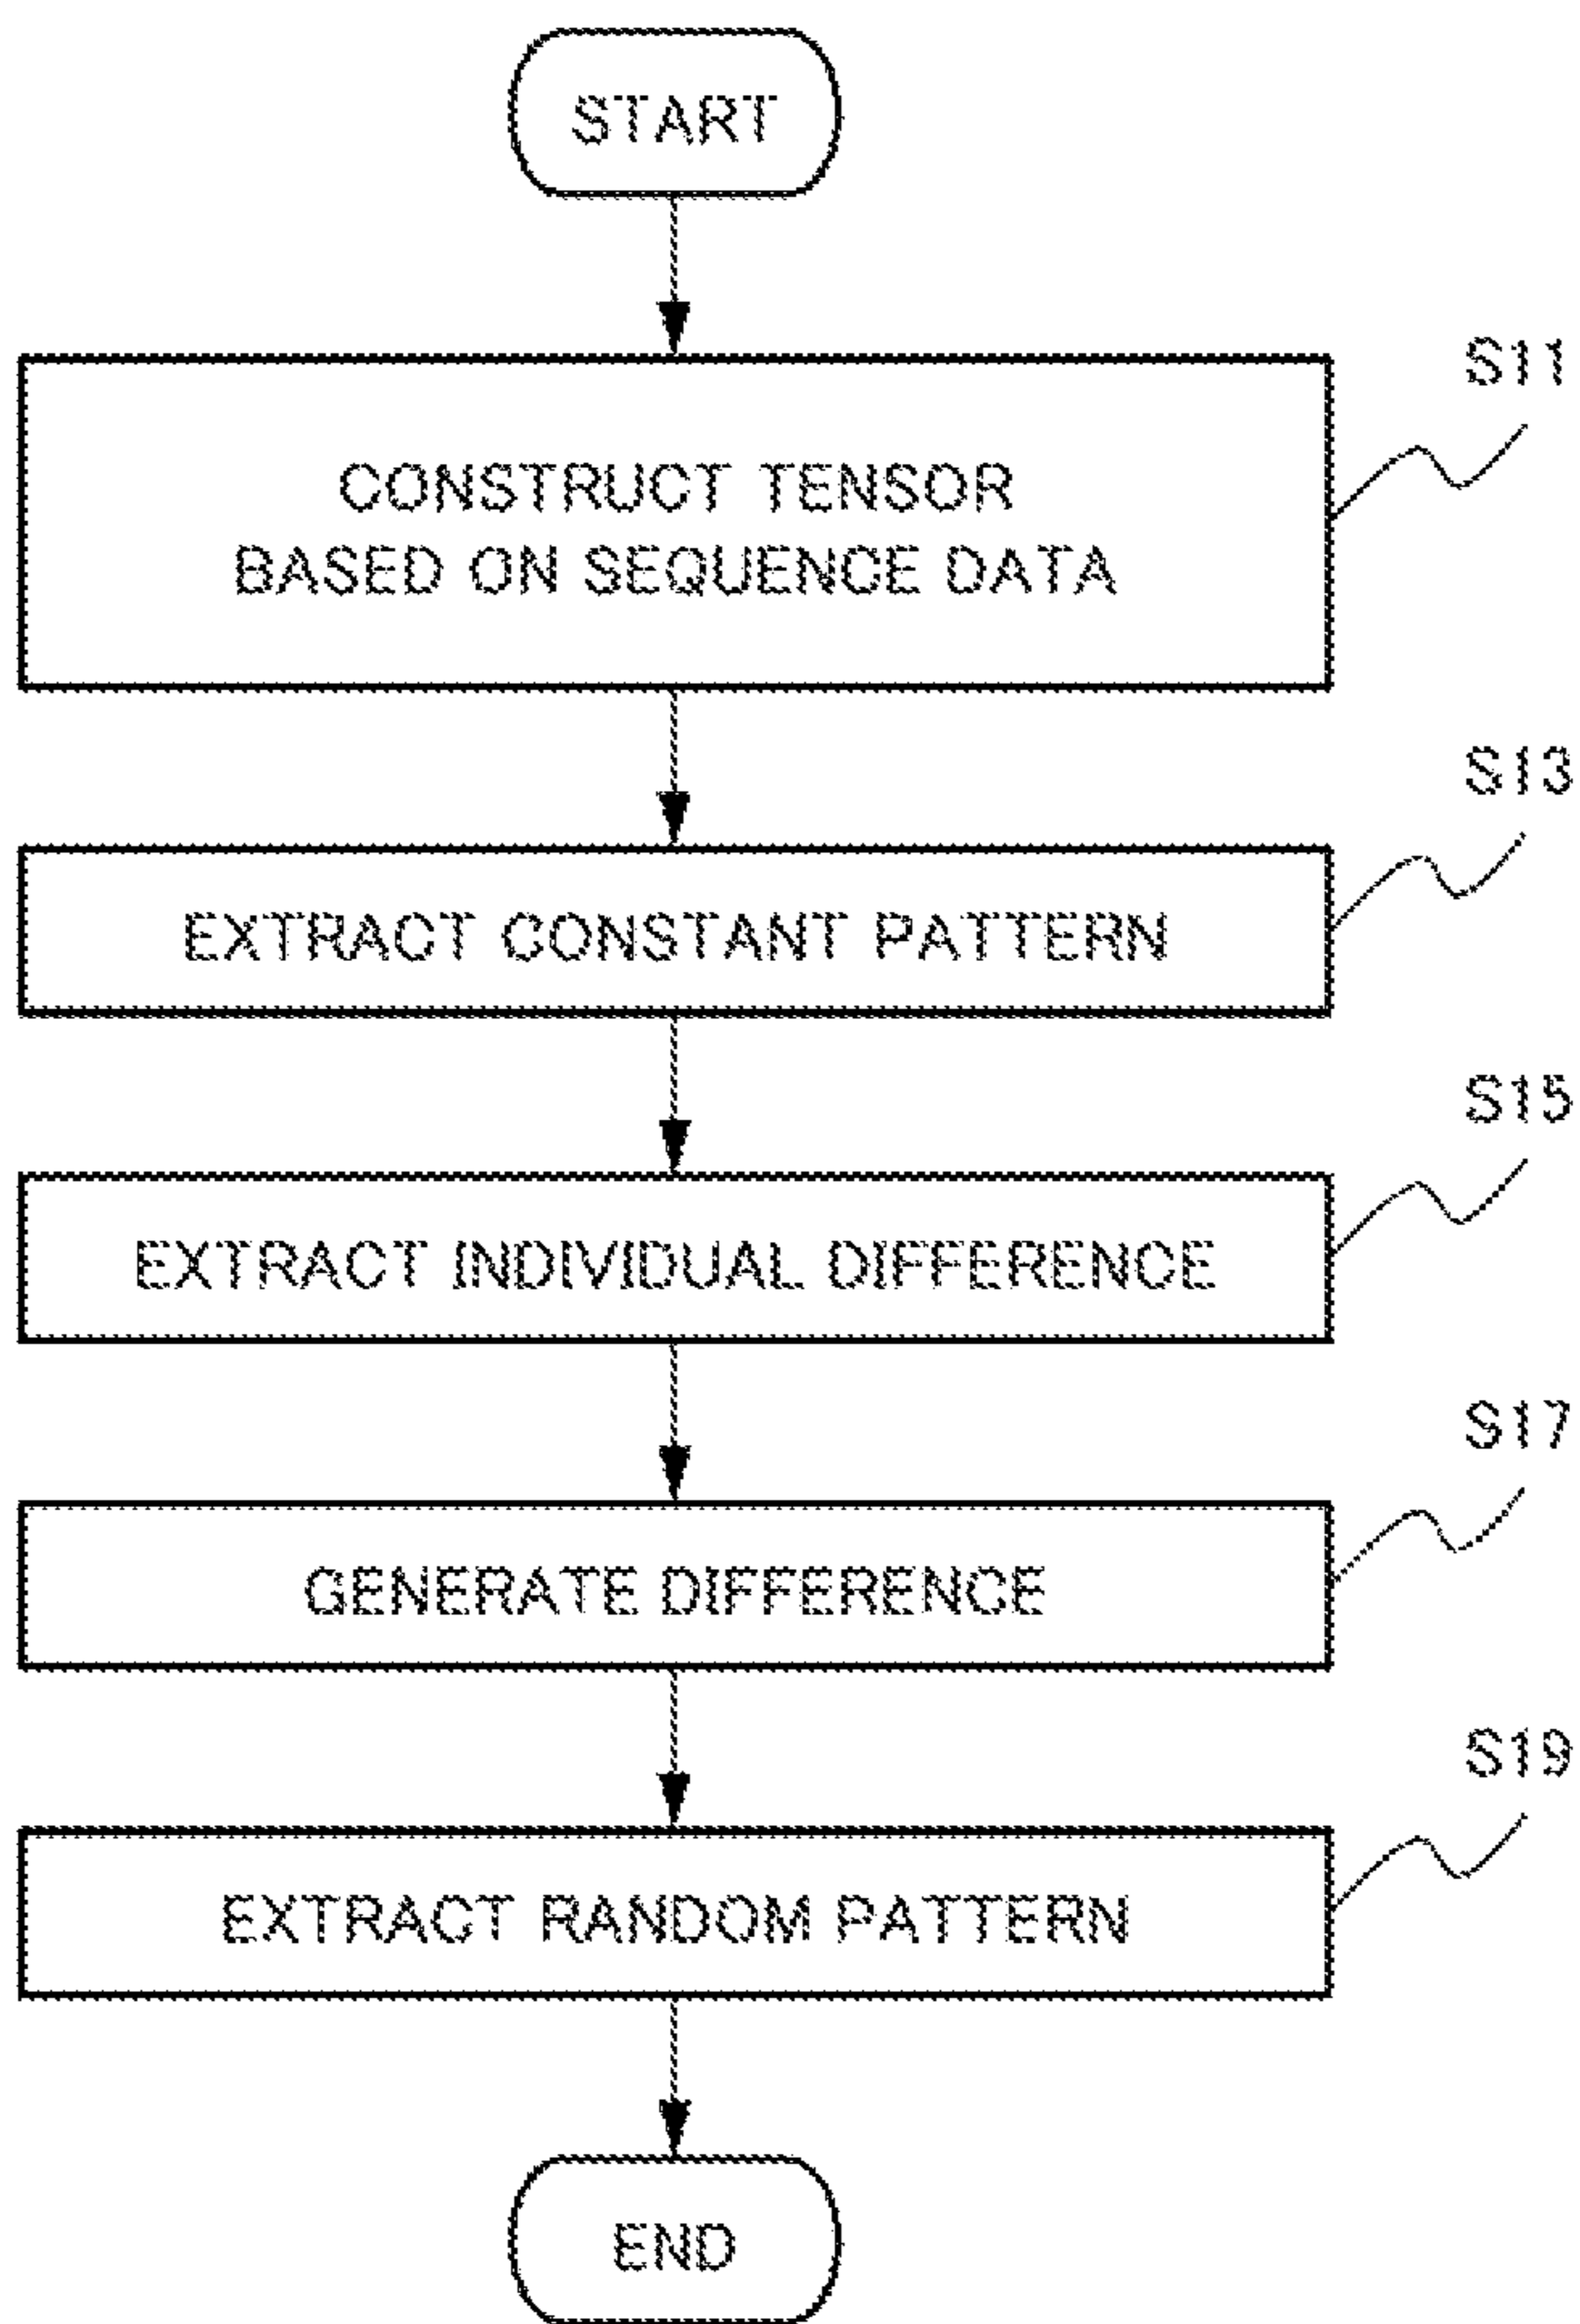 START
S11
CONSTRUCT TENSOR
BASED ON SEQUENCE DATA
S13
EXTRACT CONSTANT PATTERN
S15
EXTRACT INDIVIDUAL DIFFERENCE
S17
GENERATE DIFFERENCE
S19
EXTRACT RANDOM PATTERN
END